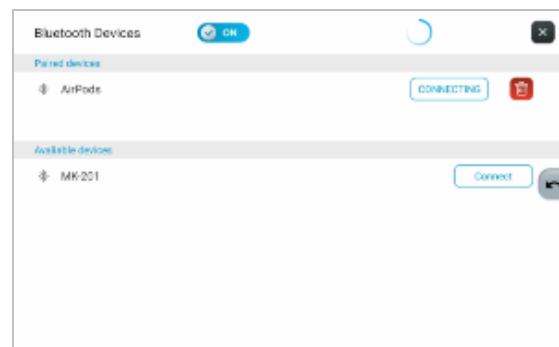 Bluetooth Devices ON
Paired devices
AirPods CONNECTING
Available devices
MK-201 Connect